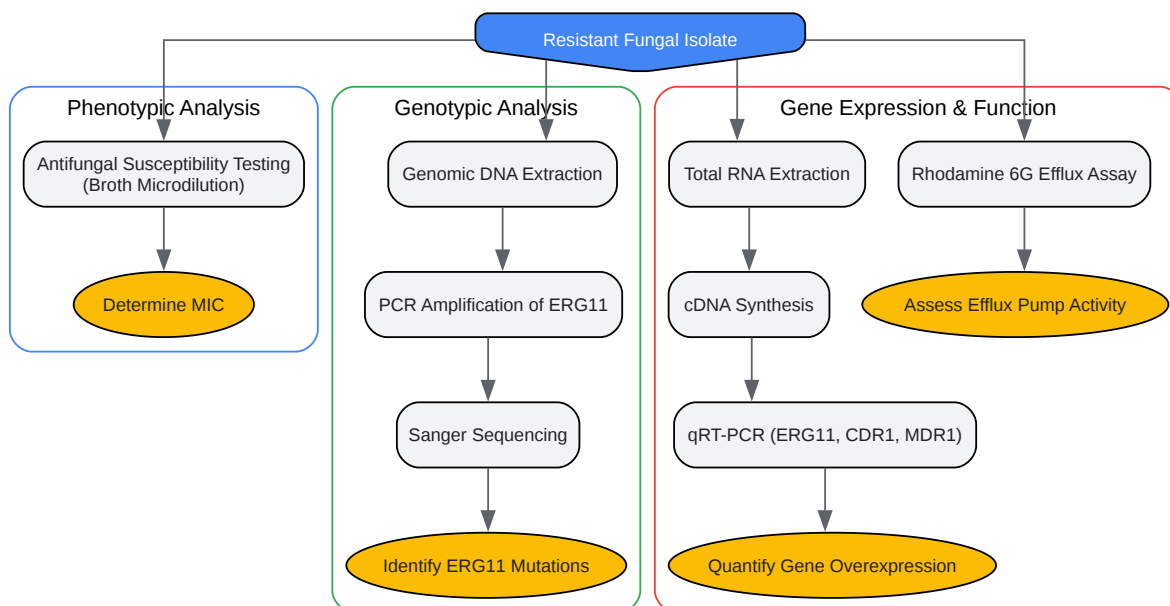 Resistant Fungal Isolate
Phenotypic Analysis
Antifungal Susceptibility Testing
(Broth Microdilution)
Determine MIC
Genotypic Analysis
Genomic DNA Extraction
PCR Amplification of ERG11
Sanger Sequencing
Identify ERG11 Mutations
Gene Expression & Function
Total RNA Extraction
cDNA Synthesis
qRT-PCR (ERG11, CDR1, MDR1)
Quantify Gene Overexpression
Rhodamine 6G Efflux Assay
Assess Efflux Pump Activity